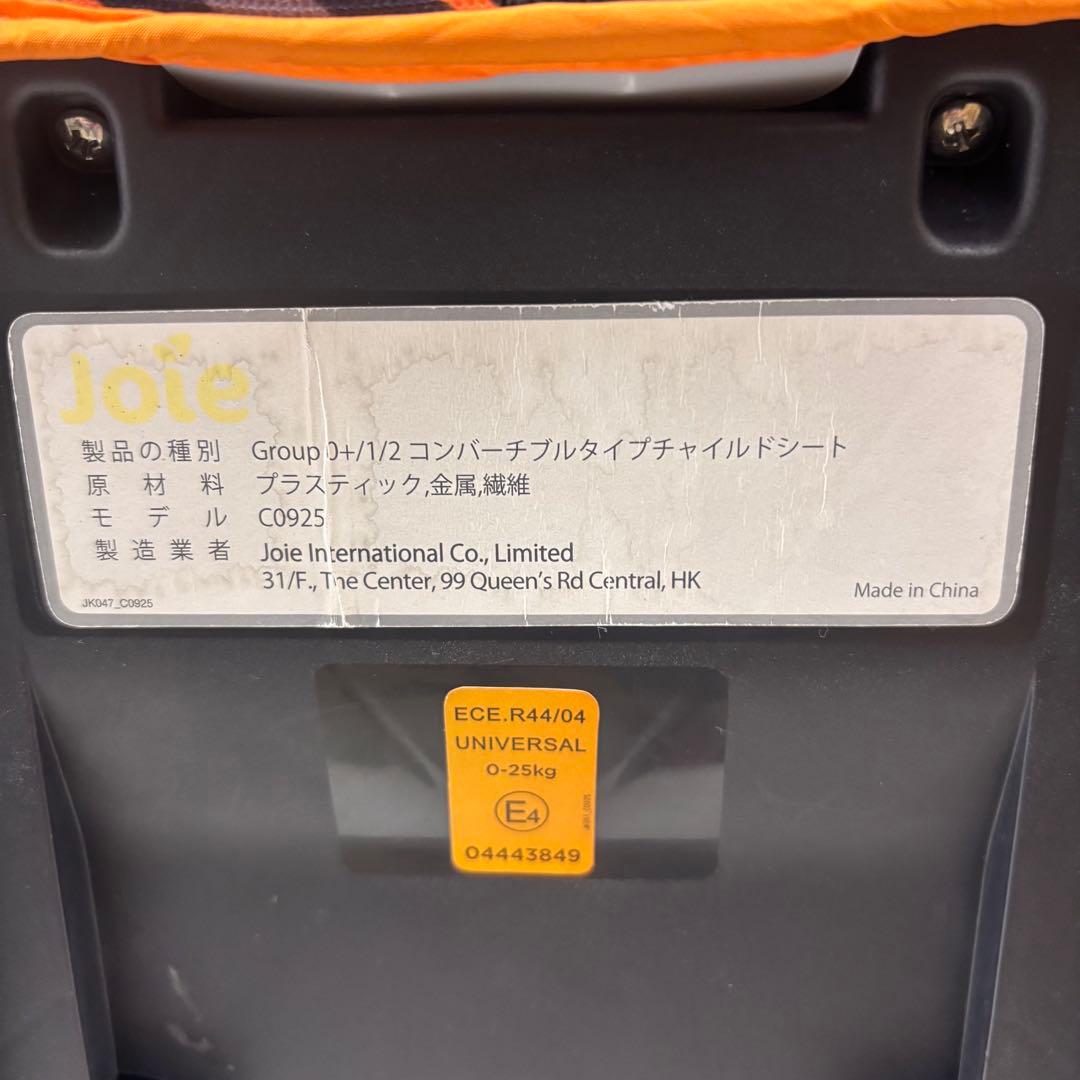 Joie
製品の種別 Group 0+/1/2 コンバーチブルタイプチャイルドシート
原材料 プラスティック,金属,繊維
モデル C0925
製造業者 Joie International Co., Limited
31/F., The Center, 99 Queen's Rd Central, HK
JK047_C0925
Made in China
ECE.R44/04
UNIVERSAL
0-25kg
E4
04443849